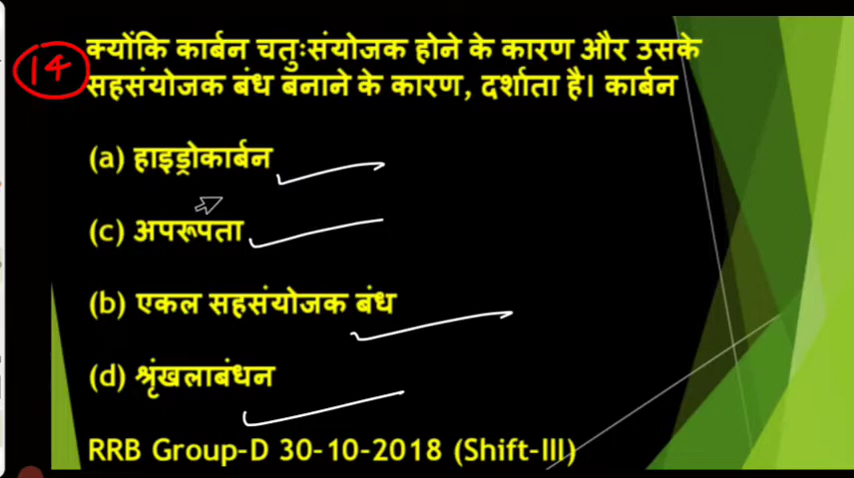 14
क्योंकि कार्बन चतुःसंयोजक होने के कारण और उसके
सहसंयोजक बंध बनाने के कारण, दर्शाता है। कार्बन
(a) हाइड्रोकार्बन
(c) अपरूपता
(b) एकल सहसंयोजक बंध
(d) श्रृंखलाबंधन
RRB Group-D 30-10-2018 (Shift-III)